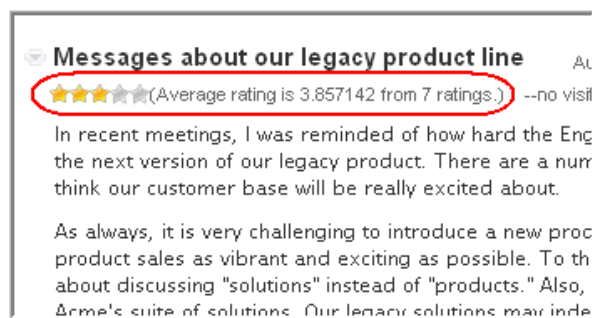 Messages about our legacy product line Au
(Average rating is 3.857142 from 7 ratings.) --no visi
In recent meetings, I was reminded of how hard the Eng
the next version of our legacy product. There are a num
think our customer base will be really excited about.
As always, it is very challenging to introduce a new prod
product sales as vibrant and exciting as possible. To th
about discussing "solutions" instead of "products." Also,
Acme's suite of solutions. Our legacy solutions may inde